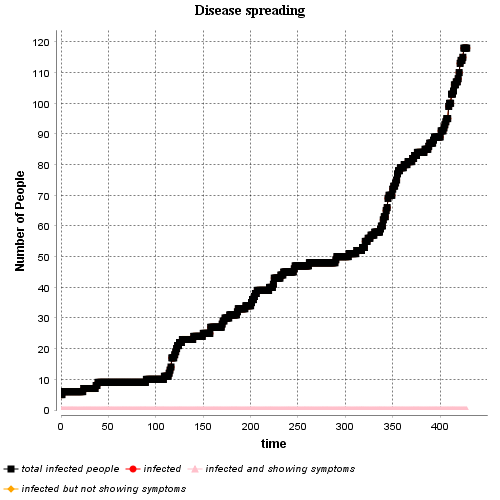 Disease spreading
Number of People
120
110
100
90
80
70
60
50
40
30
20
10
0
0 50 100 150 200 250 300 350 400
time
total infected people infected infected and showing symptoms
infected but not showing symptoms